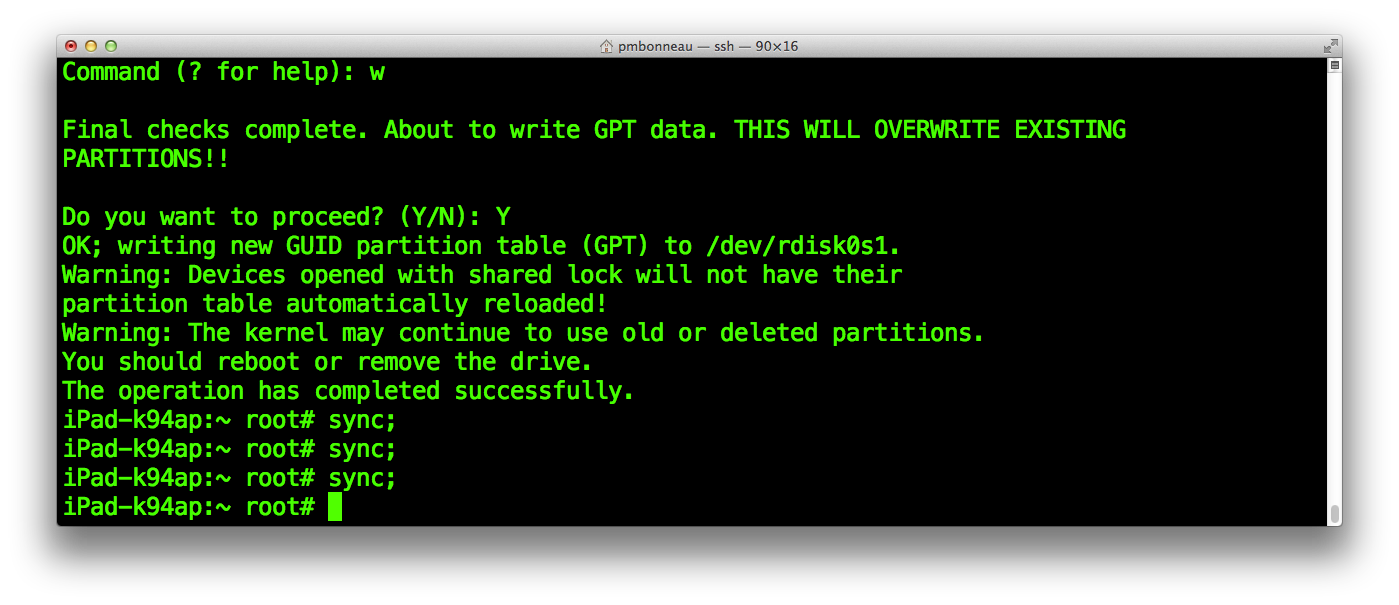 pmbonneau — ssh — 90×16
Command (? for help): w
Final checks complete. About to write GPT data. THIS WILL OVERWRITE EXISTING
PARTITIONS!!
Do you want to proceed? (Y/N): Y
OK; writing new GUID partition table (GPT) to /dev/rdisk0s1.
Warning: Devices opened with shared lock will not have their
partition table automatically reloaded!
Warning: The kernel may continue to use old or deleted partitions.
You should reboot or remove the drive.
The operation has completed successfully.
iPad-k94ap:~ root# sync;
iPad-k94ap:~ root# sync;
iPad-k94ap:~ root# sync;
iPad-k94ap:~ root#